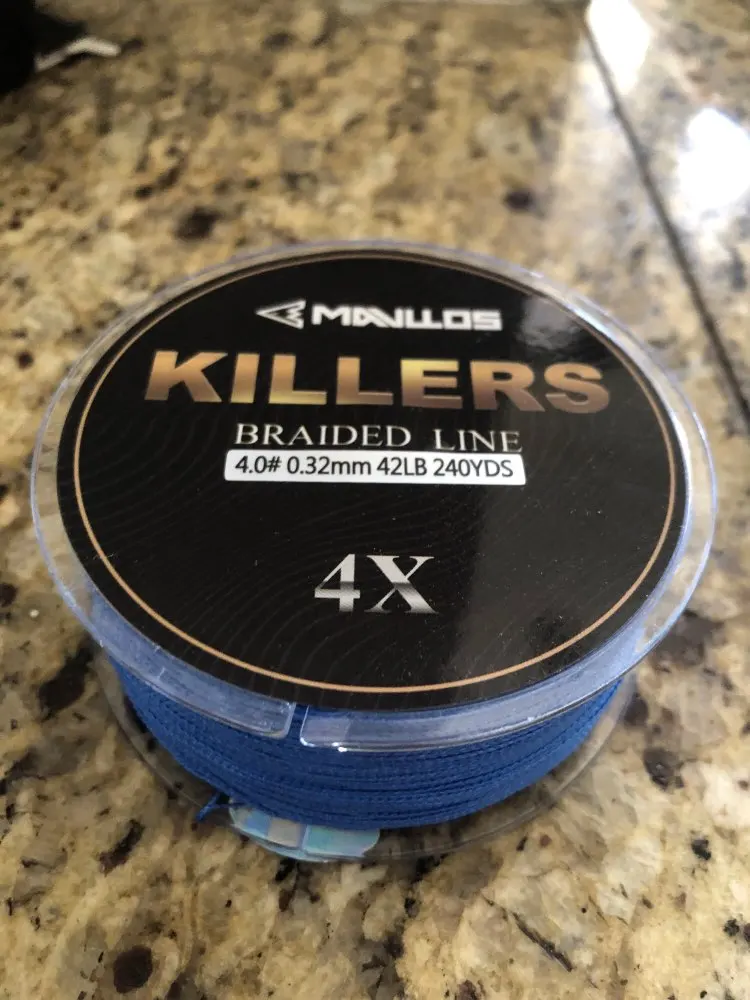 MAVLLOS
KILLERS
BRAIDED LINE
4.0# 0.32mm 42LB 240YDS
4X